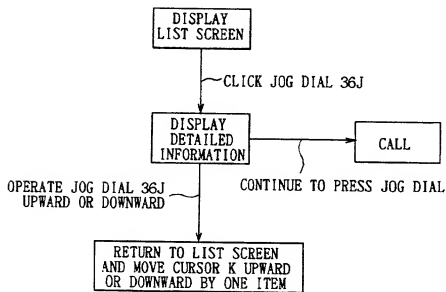 DISPLAY
LIST SCREEN
CLICK JOG DIAL 36J
DISPLAY
DETAILED
INFORMATION
CALL
OPERATE JOG DIAL 36J
UPWARD OR DOWNWARD
CONTINUE TO PRESS JOG DIAL
RETURN TO LIST SCREEN
AND MOVE CURSOR K UPWARD
OR DOWNWARD BY ONE ITEM